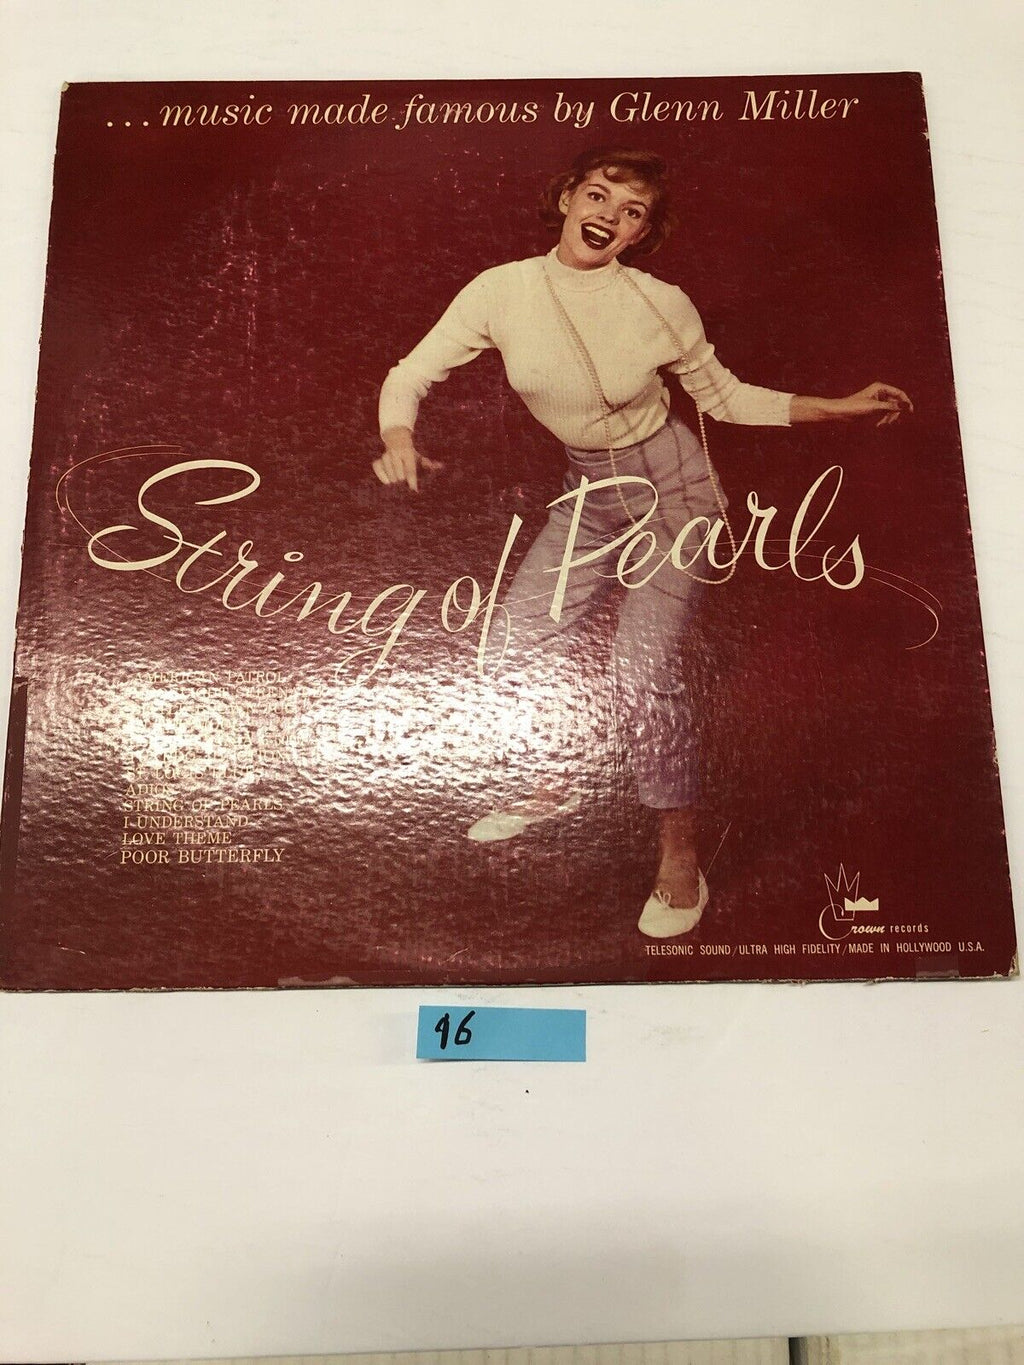 ...music made famous by Glenn Miller
String of Pearls
AMERICAN PATROL
ADIOS
STRING OF PEARLS
I UNDERSTAND
LOVE THEME
POOR BUTTERFLY
Crown records
TELESONIC SOUND/ULTRA HIGH FIDELITY/MADE IN HOLLYWOOD U.S.A.
96